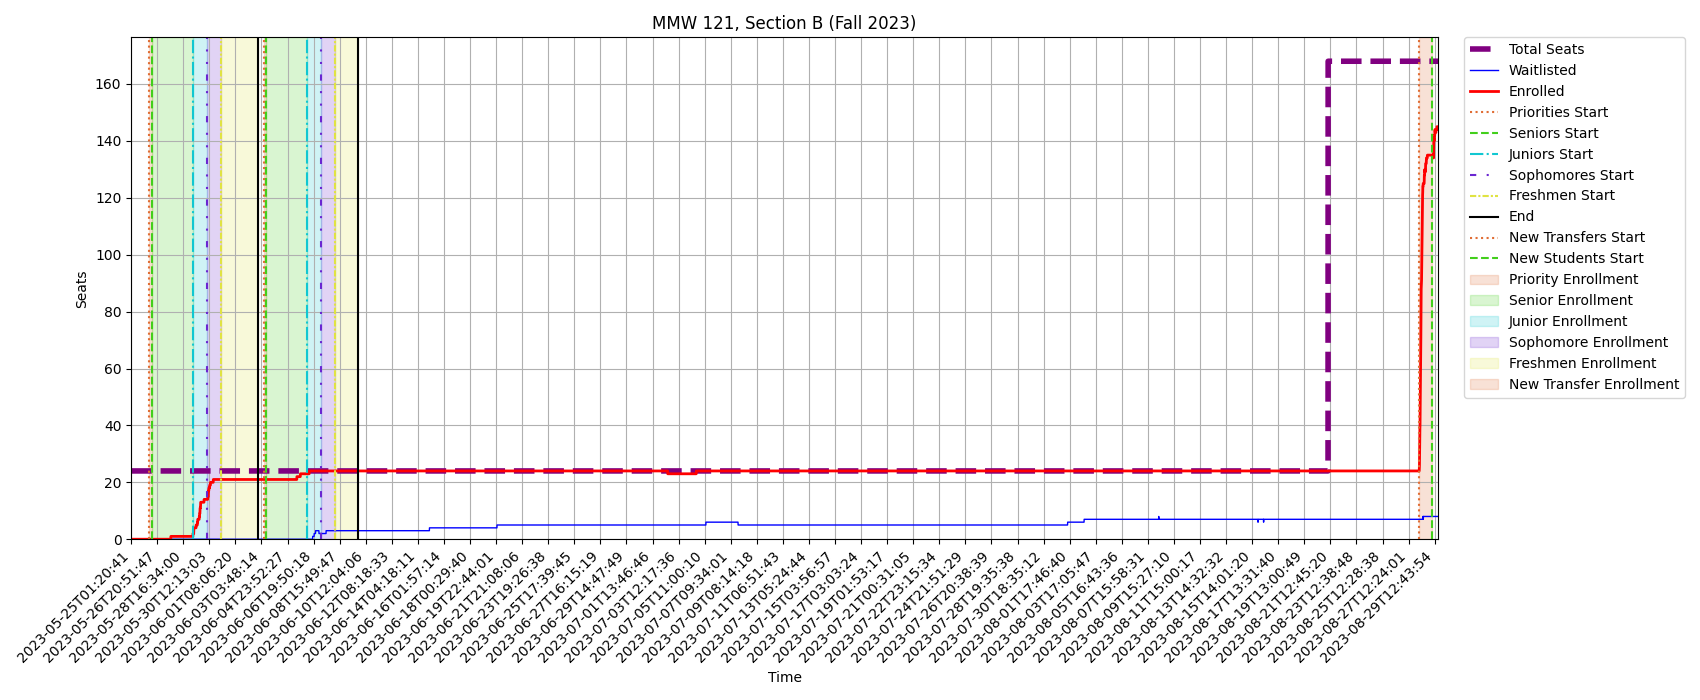 MMW 121, Section B (Fall 2023)
Seats
160
140
120
100
80
60
40
20
0
2023-05-25T01:20:41
2023-05-26T20:51:47
2023-05-28T16:34:00
2023-05-30T12:13:03
2023-06-01T08:06:20
2023-06-03T03:48:14
2023-06-04T23:52:27
2023-06-06T19:50:18
2023-06-08T15:49:47
2023-06-10T12:04:06
2023-06-12T08:18:33
2023-06-14T04:18:11
2023-06-16T01:57:14
2023-06-18T00:29:40
2023-06-19T22:44:01
2023-06-21T21:08:06
2023-06-23T19:26:38
2023-06-25T17:39:45
2023-06-27T16:15:19
2023-06-29T14:47:49
2023-07-01T13:46:46
2023-07-03T12:17:36
2023-07-05T11:00:10
2023-07-07T09:34:01
2023-07-09T08:14:18
2023-07-11T06:51:43
2023-07-13T05:24:44
2023-07-15T03:56:57
2023-07-17T03:03:24
2023-07-19T01:53:17
2023-07-21T00:31:05
2023-07-22T23:15:34
2023-07-24T21:51:29
2023-07-26T20:38:39
2023-07-28T19:35:38
2023-07-30T18:35:12
2023-08-01T17:46:40
2023-08-03T17:05:47
2023-08-05T16:43:36
2023-08-07T15:58:31
2023-08-09T15:27:10
2023-08-11T15:00:17
2023-08-13T14:32:32
2023-08-15T14:01:20
2023-08-17T13:31:40
2023-08-19T13:00:49
2023-08-21T12:45:20
2023-08-23T12:38:48
2023-08-25T12:28:38
2023-08-27T12:24:01
2023-08-29T12:43:54
Time
Total Seats
Waitlisted
Enrolled
Priorities Start
Seniors Start
Juniors Start
Sophomores Start
Freshmen Start
End
New Transfers Start
New Students Start
Priority Enrollment
Senior Enrollment
Junior Enrollment
Sophomore Enrollment
Freshmen Enrollment
New Transfer Enrollment